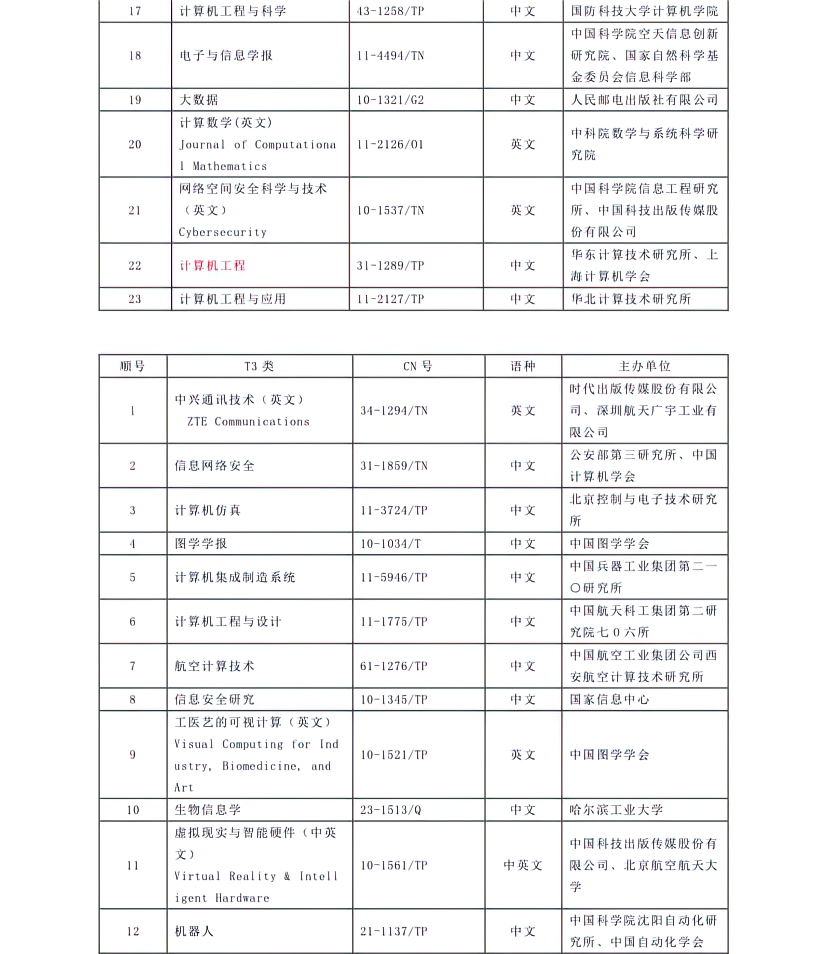 17 计算机工程与科学 43-1258/TP 中文 国防科技大学计算机学院
18 电子与信息学报 11-4494/TN 中文 中国科学院空天信息创新
研究院、国家自然科学基
金委员会信息科学部
19 大数据 10-1321/G2 中文 人民邮电出版社有限公司
20 计算数学(英文)
Journal of Computationa
l Mathematics 11-2126/O1 英文 中科院数学与系统科学研
究院
21 网络空间安全科学与技术
（英文）
Cybersecurity 10-1537/TN 英文 中国科学院信息工程研究
所、中国科技出版传媒股
份有限公司
22 计算机工程 31-1289/TP 中文 华东计算技术研究所、上
海计算机学会
23 计算机工程与应用 11-2127/TP 中文 华北计算技术研究所
顺号 T3 类 CN 号 语种 主办单位
1 中兴通讯技术（英文）
ZTE Communications 34-1294/TN 英文 时代出版传媒股份有限公
司、深圳航天广宇工业有
限公司
2 信息网络安全 31-1859/TN 中文 公安部第三研究所、中国
计算机学会
3 计算机仿真 11-3724/TP 中文 北京控制与电子技术研究
所
4 图学学报 10-1034/T 中文 中国图学学会
5 计算机集成制造系统 11-5946/TP 中文 中国兵器工业集团第二一
〇研究所
6 计算机工程与设计 11-1775/TP 中文 中国航天科工集团第二研
究院七０六所
7 航空计算技术 61-1276/TP 中文 中国航空工业集团公司西
安航空计算技术研究所
8 信息安全研究 10-1345/TP 中文 国家信息中心
9 工医艺的可视计算（英文）
Visual Computing for Ind
ustry, Biomedicine, and
Art 10-1521/TP 英文 中国图学学会
10 生物信息学 23-1513/Q 中文 哈尔滨工业大学
11 虚拟现实与智能硬件（中英
文）
Virtual Reality & Intell
igent Hardware 10-1561/TP 中英文 中国科技出版传媒股份有
限公司、北京航空航天大
学
12 机器人 21-1137/TP 中文 中国科学院沈阳自动化研
究所、中国自动化学会